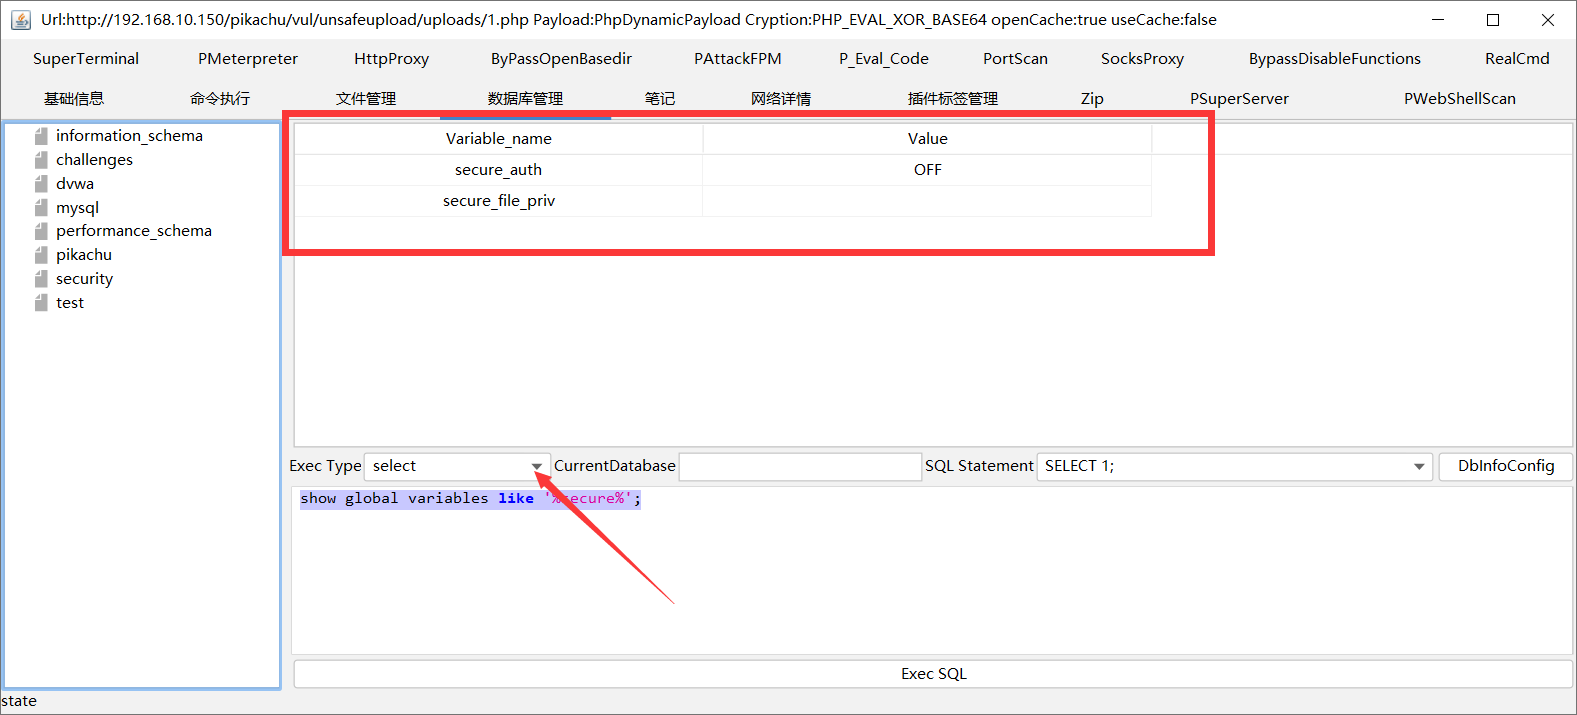 Url:http://192.168.10.150/pikachu/vul/unsafeupload/uploads/1.php Payload:PhpDynamicPayload Cryption:PHP_EVAL_XOR_BASE64 openCache:true useCache:false
SuperTerminal PMeterpreter HttpProxy ByPassOpenBasedir PAttackFPM P_Eval_Code PortScan SocksProxy BypassDisableFunctions RealCmd
基础信息 命令执行 文件管理 数据库管理 笔记 网络详情 插件标签管理 Zip PSuperServer PWebShellScan
information_schema
challenges
dvwa
mysql
performance_schema
pikachu
security
test
Variable_name Value
secure_auth OFF
secure_file_priv
Exec Type select CurrentDatabase SQL Statement SELECT 1; DbInfoConfig
show global variables like '%secure%';
Exec SQL
state